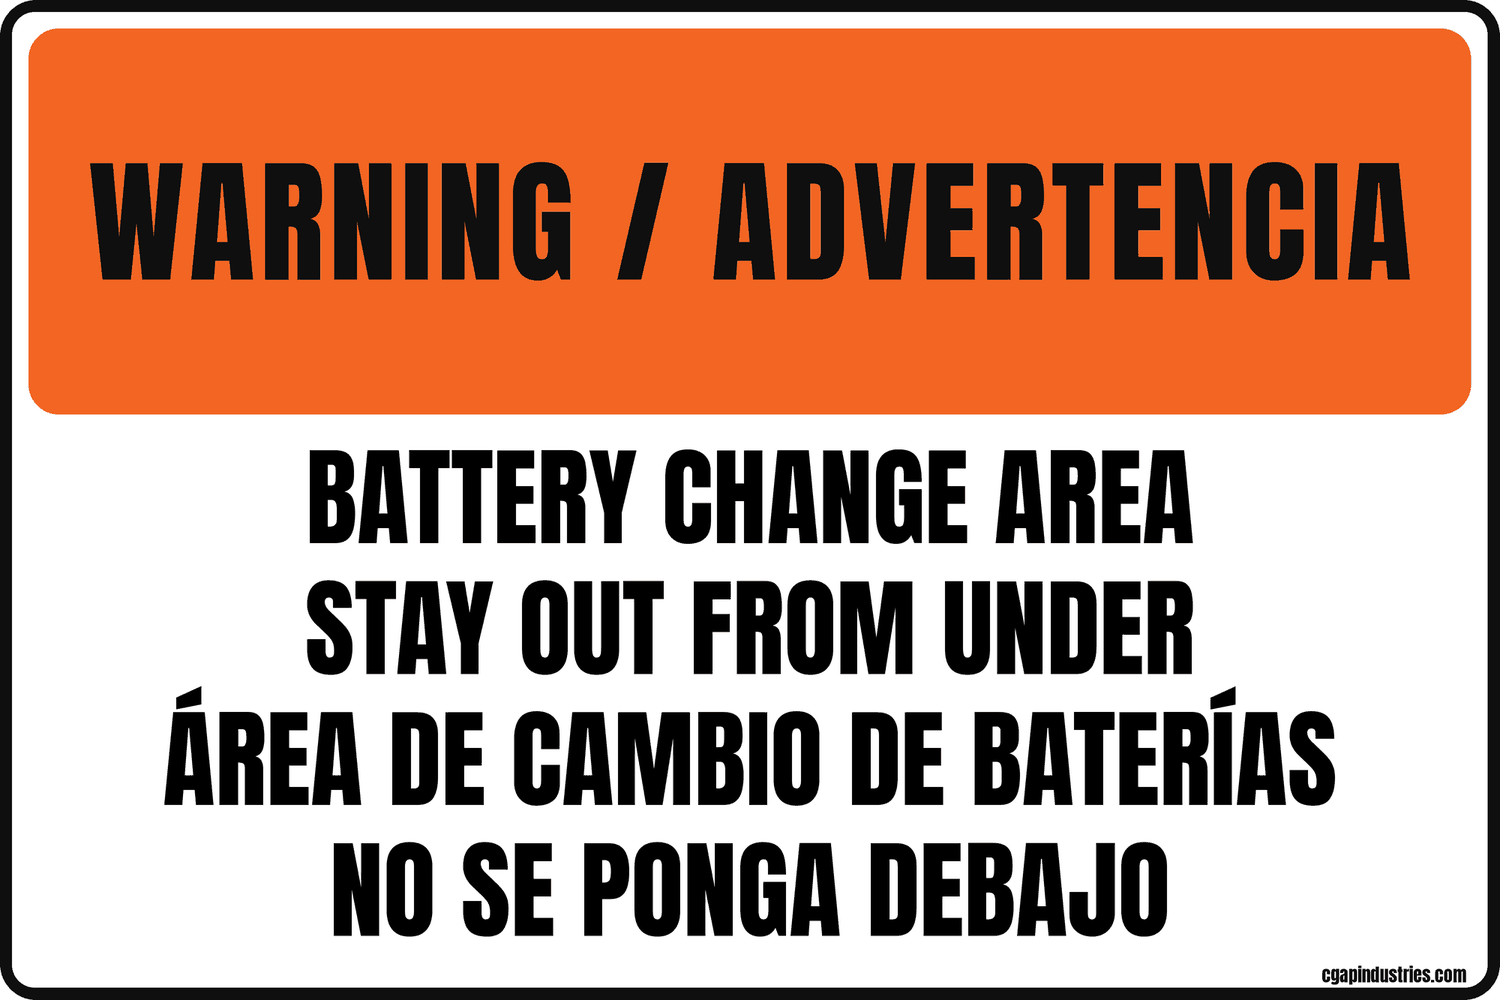 WARNING / ADVERTENCIA
BATTERY CHANGE AREA
STAY OUT FROM UNDER
ÁREA DE CAMBIO DE BATERÍAS
NO SE PONGA DEBAJO
cgapindustries.com